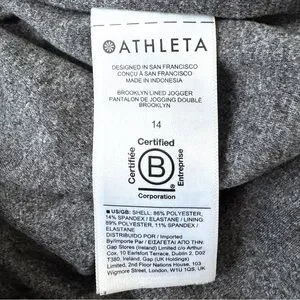 ATHLETA
DESIGNED IN SAN FRANCISCO
CONÇU À SAN FRANCISCO
MADE IN INDONESIA
BROOKLYN LINED JOGGER
PANTALON DE JOGGING DOUBLÉ
BROOKLYN
14
Certified
Certifiée
B
Entreprise
Corporation
US/GB: SHELL: 86% POLYESTER,
14% SPANDEX / ELASTANE / LINING:
89% POLYESTER, 11% SPANDEX /
ELASTANE
DISTRIBUIDO POR / Imported
By/Importé Par / ΕΙΣΑΓΕΤΑΙ ΑΠΟ ΤΗΝ:
Gap Stores (Ireland) Limited c/o Arthur
Cox, 10 Earlsfort Terrace, Dublin 2, D02
T380, Ireland. Gap (UK Holdings)
Limited, 2nd Floor Nations House, 103
Wigmore Street, London, W1U 1QS. UK